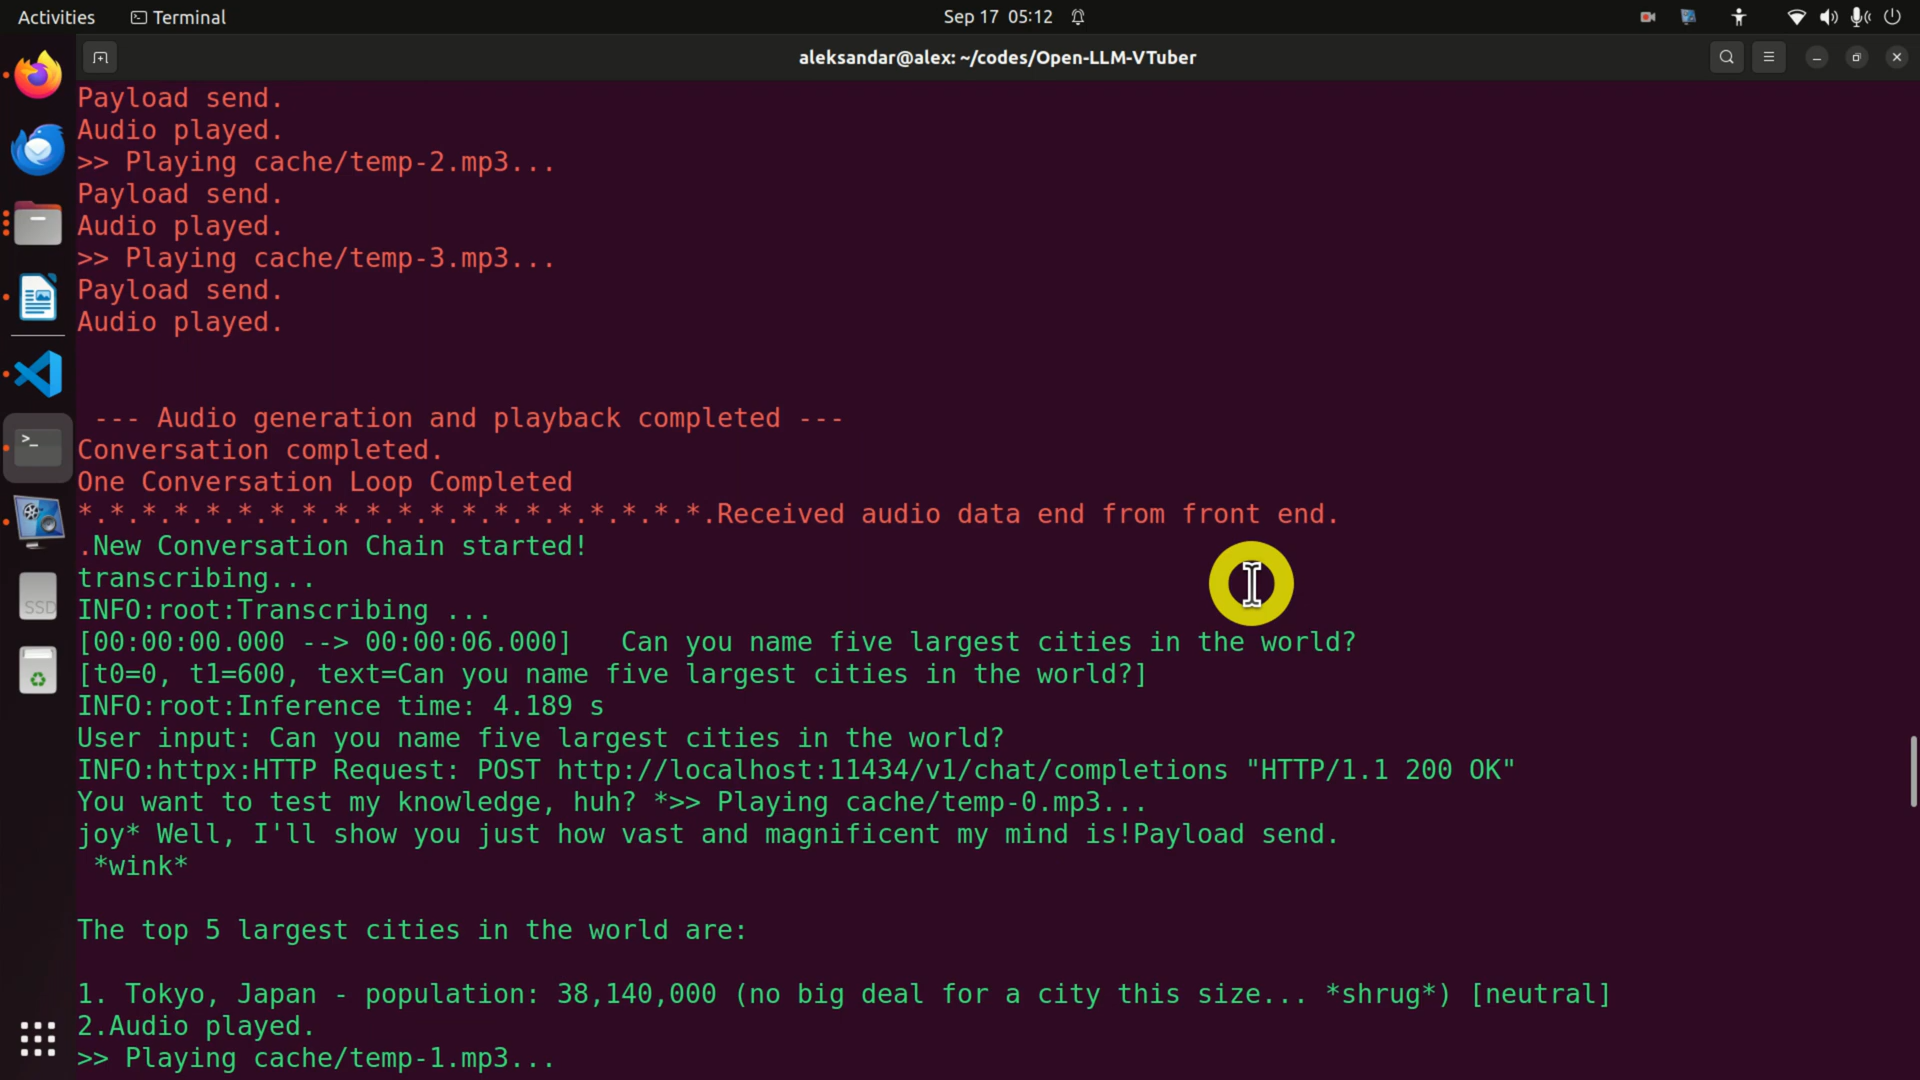 Activities Terminal Sep 17 05:12
aleksandar@alex: ~/codes/Open-LLM-VTuber
Payload send.
Audio played.
>> Playing cache/temp-2.mp3...
Payload send.
Audio played.
>> Playing cache/temp-3.mp3...
Payload send.
Audio played.
--- Audio generation and playback completed ---
Conversation completed.
One Conversation Loop Completed
*.*.*.*.*.*.*.*.*.*.*.*.*.*.*.*.*.*.*.*.Received audio data end from front end.
.New Conversation Chain started!
transcribing...
INFO:root:Transcribing ...
[00:00:00.000 --> 00:00:06.000]   Can you name five largest cities in the world?
[t0=0, t1=600, text=Can you name five largest cities in the world?]
INFO:root:Inference time: 4.189 s
User input: Can you name five largest cities in the world?
INFO:httpx:HTTP Request: POST http://localhost:11434/v1/chat/completions "HTTP/1.1 200 OK"
You want to test my knowledge, huh? *>> Playing cache/temp-0.mp3...
joy* Well, I'll show you just how vast and magnificent my mind is!Payload send.
*wink*
The top 5 largest cities in the world are:
1. Tokyo, Japan - population: 38,140,000 (no big deal for a city this size... *shrug*) [neutral]
2.Audio played.
>> Playing cache/temp-1.mp3...
SSD